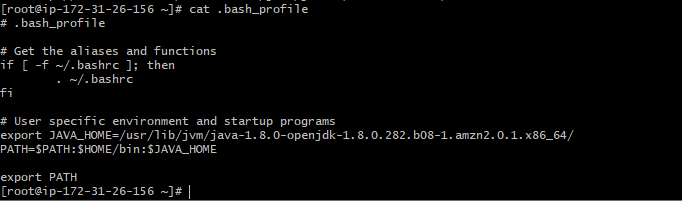 [root@ip-172-31-26-156 ~]# cat .bash_profile
# .bash_profile

# Get the aliases and functions
if [ -f ~/.bashrc ]; then
        . ~/.bashrc
fi

# User specific environment and startup programs
export JAVA_HOME=/usr/lib/jvm/java-1.8.0-openjdk-1.8.0.282.b08-1.amzn2.0.1.x86_64/
PATH=$PATH:$HOME/bin:$JAVA_HOME

export PATH
[root@ip-172-31-26-156 ~]#